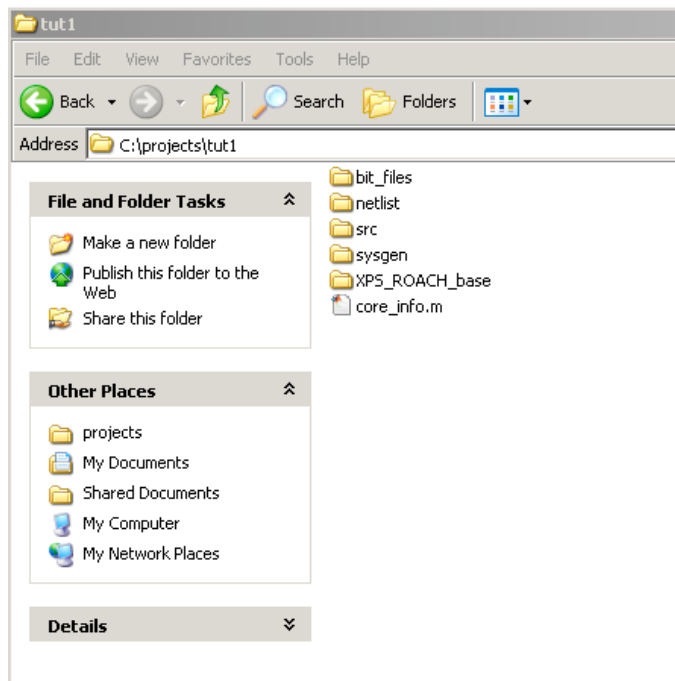 tut1
File Edit View Favorites Tools Help
Back Search Folders
Address C:\projects\tut1
File and Folder Tasks
Make a new folder
Publish this folder to the
Web
Share this folder
Other Places
projects
My Documents
Shared Documents
My Computer
My Network Places
Details
bit_files
netlist
src
sysgen
XPS_ROACH_base
core_info.m